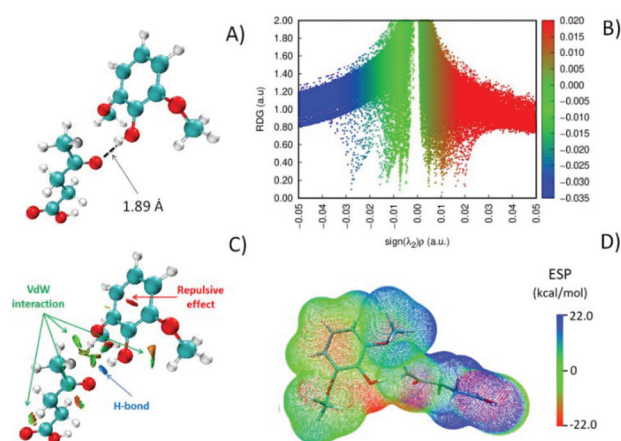 A)
1.89 Å
B)
2.00
1.80
1.60
1.40
1.20
1.00
0.80
0.60
0.40
0.20
0.00
RDG (a.u)
-0.05
-0.04
-0.03
-0.02
-0.01
0.00
0.01
0.02
0.03
0.04
0.05
sign(λ₂)ρ (a.u.)
0.020
0.015
0.010
0.005
0.000
-0.005
-0.010
-0.015
-0.020
-0.025
-0.030
-0.035
C)
VdW
interaction
Repulsive
effect
H-bond
D)
ESP
(kcal/mol)
22.0
-22.0